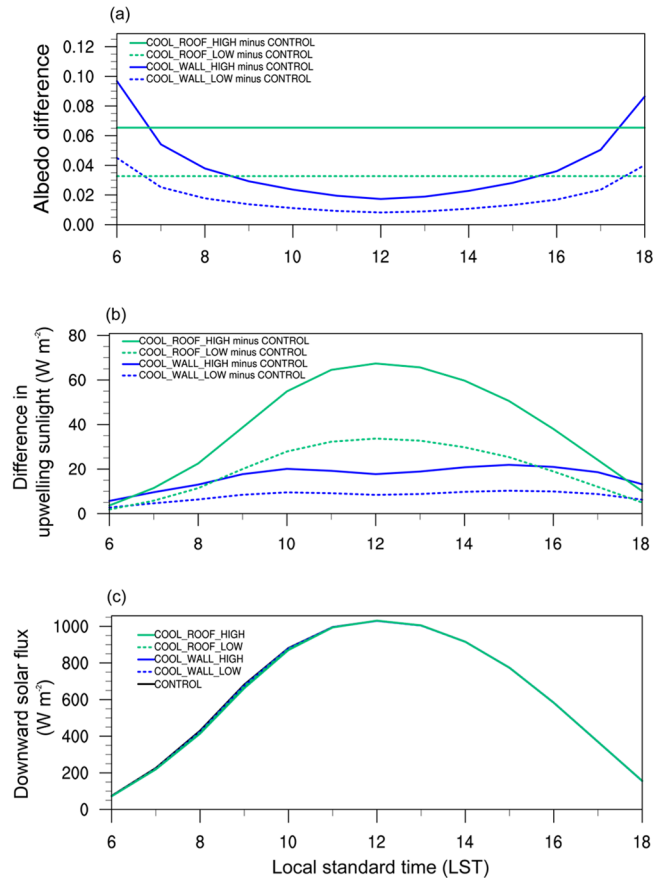 (a)
COOL_ROOF_HIGH minus CONTROL
COOL_ROOF_LOW minus CONTROL
COOL_WALL_HIGH minus CONTROL
COOL_WALL_LOW minus CONTROL
Albedo difference
0.12
0.10
0.08
0.06
0.04
0.02
0.00
6 8 10 12 14 16 18
(b)
COOL_ROOF_HIGH minus CONTROL
COOL_ROOF_LOW minus CONTROL
COOL_WALL_HIGH minus CONTROL
COOL_WALL_LOW minus CONTROL
Difference in
upwelling sunlight (W m⁻²)
80
60
40
20
0
6 8 10 12 14 16 18
(c)
COOL_ROOF_HIGH
COOL_ROOF_LOW
COOL_WALL_HIGH
COOL_WALL_LOW
CONTROL
Downward solar flux
(W m⁻²)
1000
800
600
400
200
0
6 8 10 12 14 16 18
Local standard time (LST)